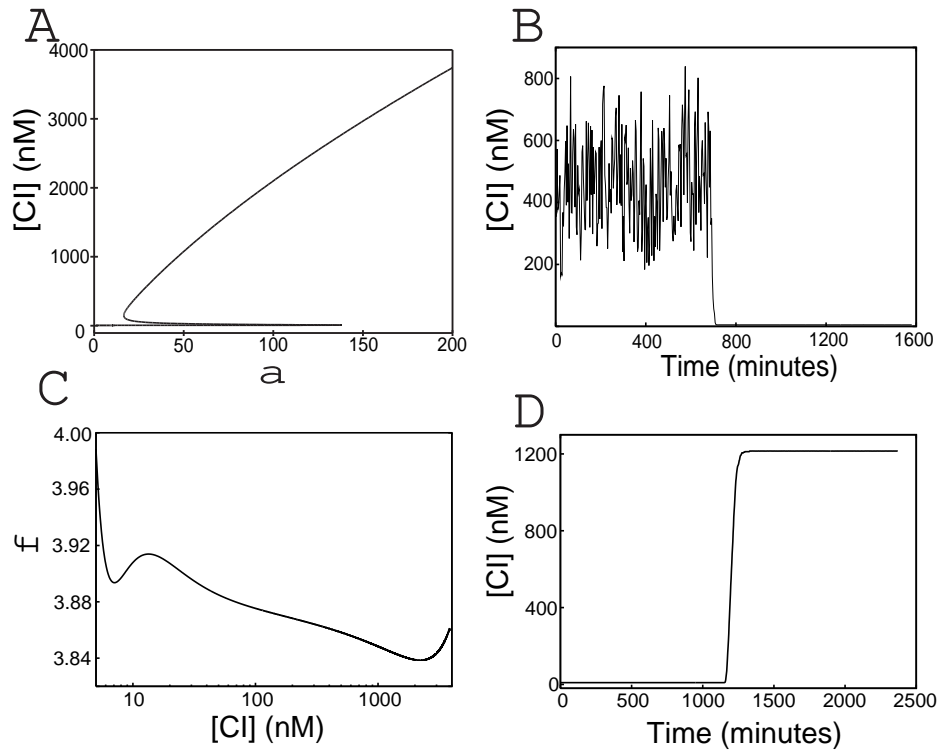 A
4000
3000
2000
1000
0
[CI] (nM)
0 50 100 150 200
a
B
800
600
400
200
[CI] (nM)
0 400 800 1200 1600
Time (minutes)
C
4.00
3.96
3.92
3.88
3.84
f
10 100 1000
[CI] (nM)
D
1200
800
400
0
[CI] (nM)
0 500 1000 1500 2000 2500
Time (minutes)